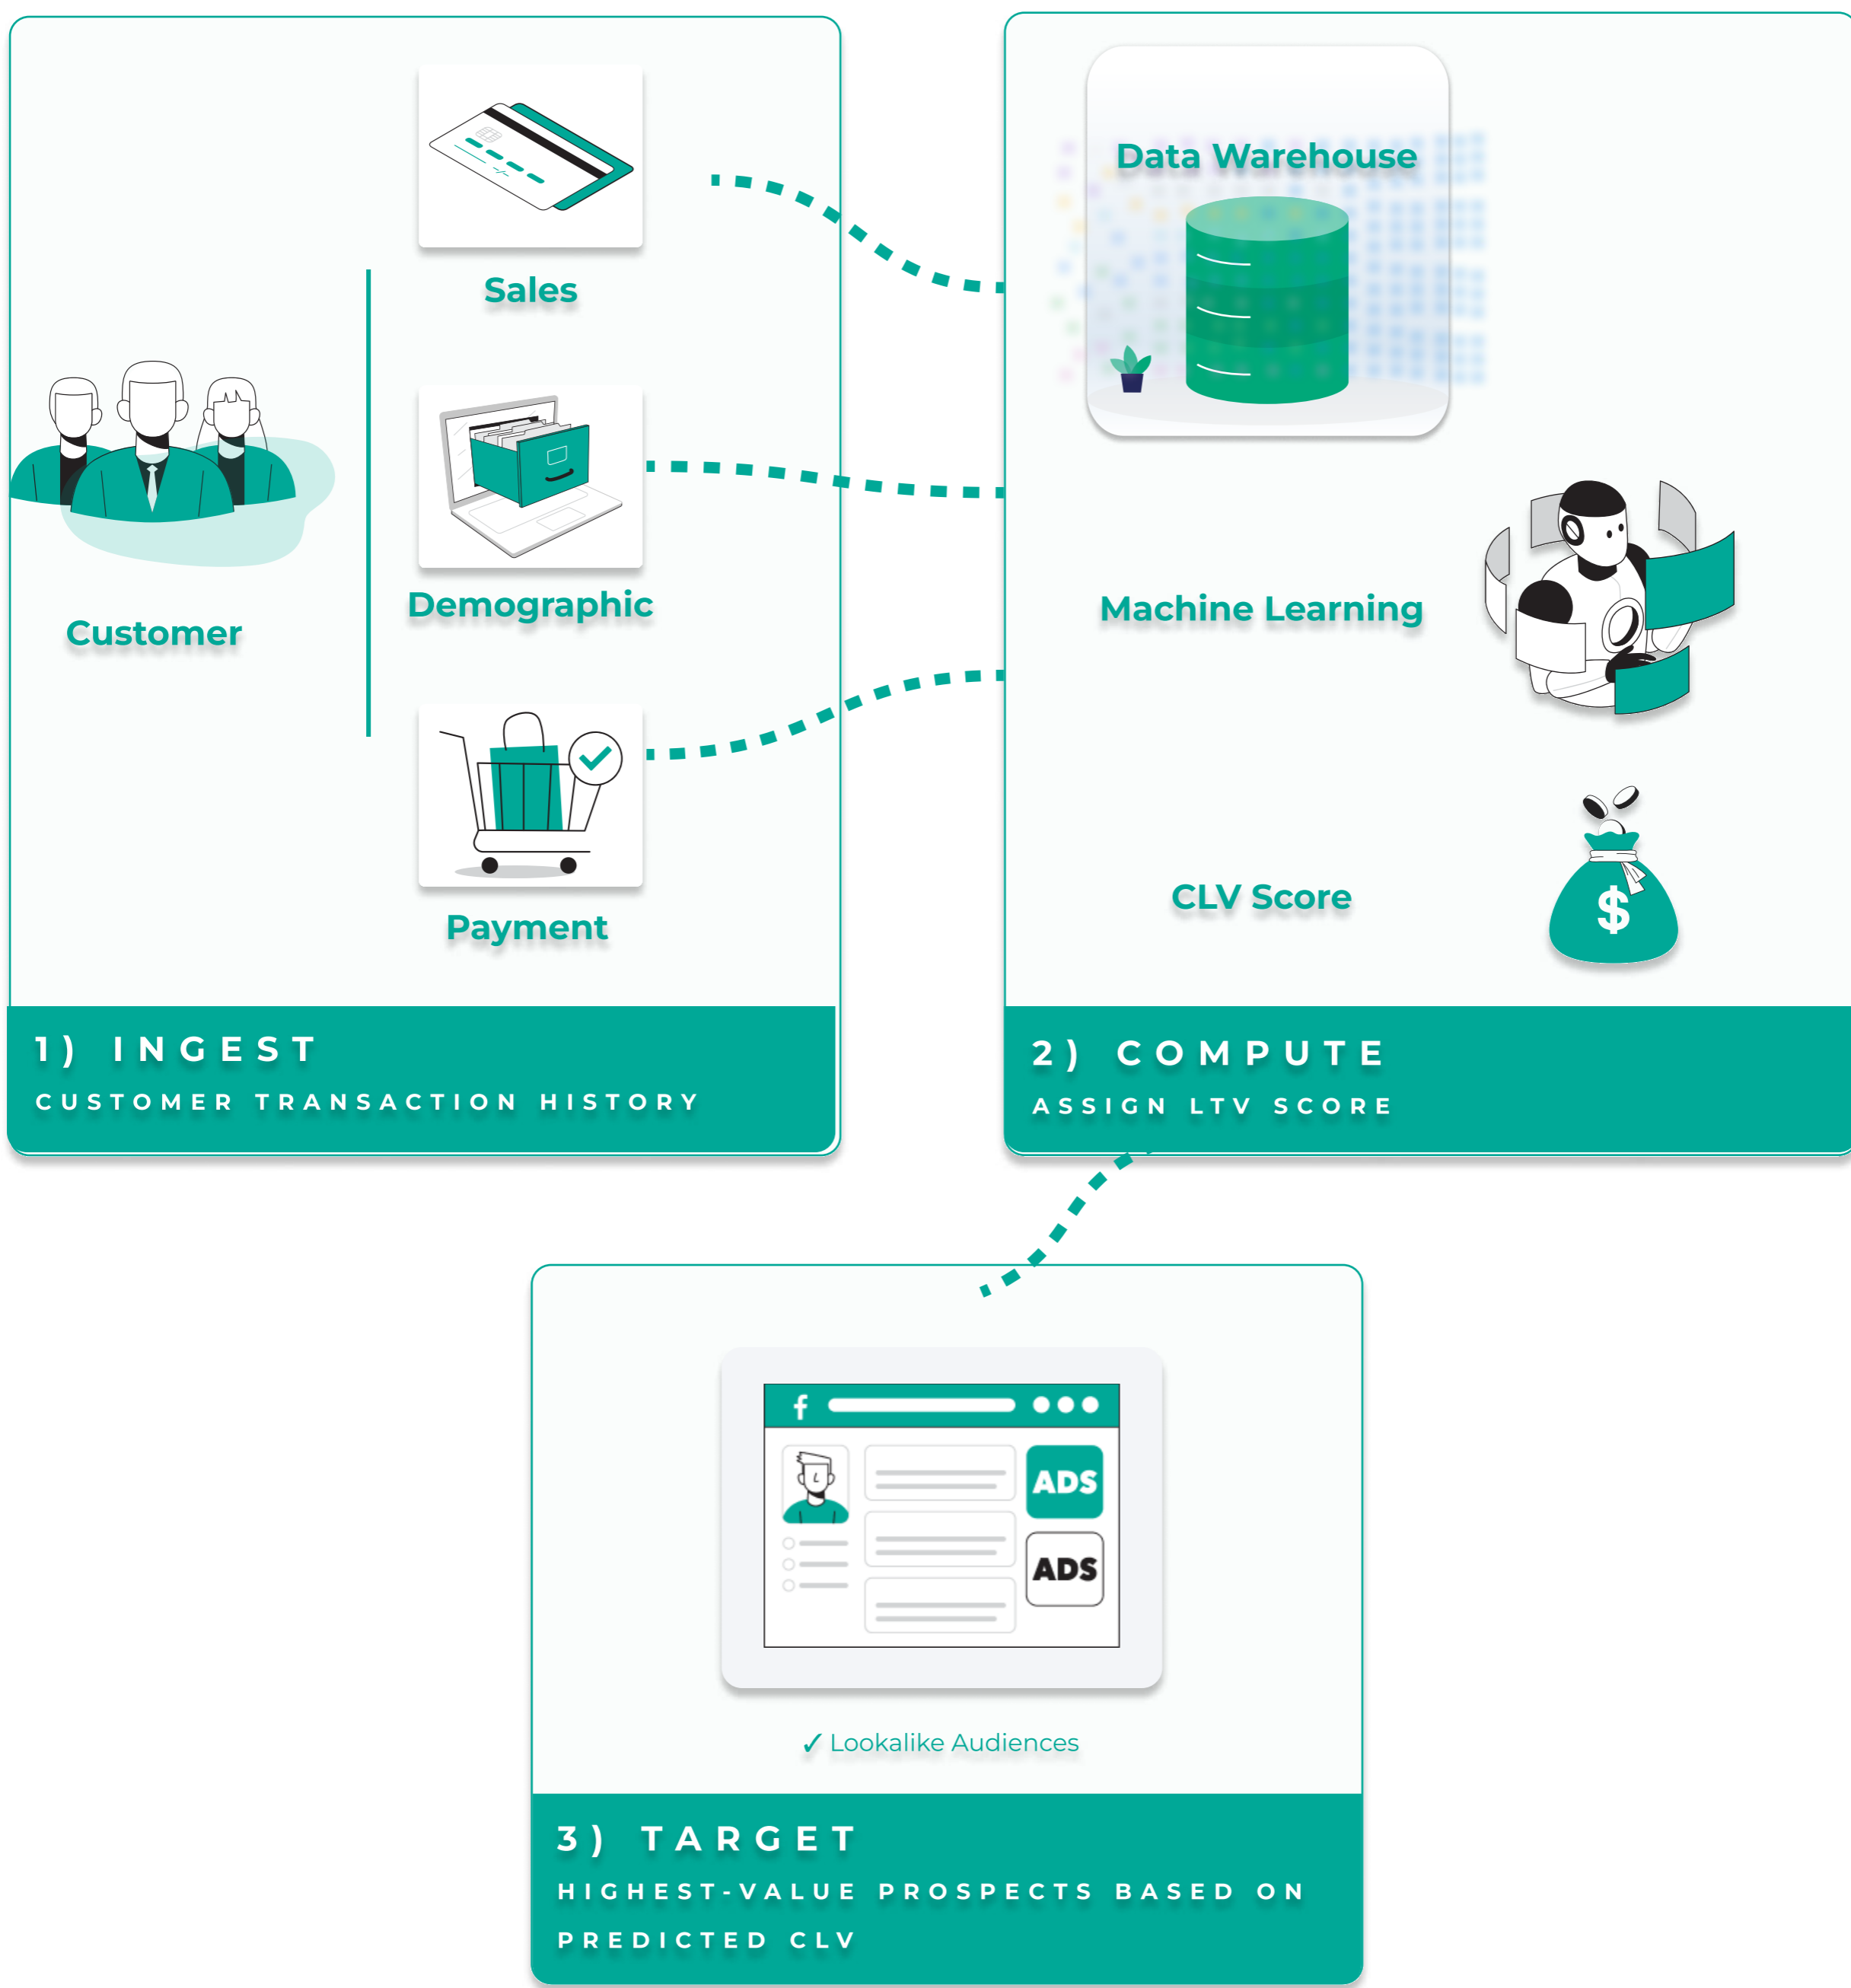 Sales
Customer
Demographic
Payment
1) INGEST
CUSTOMER TRANSACTION HISTORY
Data Warehouse
Machine Learning
CLV Score
$
2) COMPUTE
ASSIGN LTV SCORE
f
ADS
ADS
✓ Lookalike Audiences
3) TARGET
HIGHEST-VALUE PROSPECTS BASED ON
PREDICTED CLV